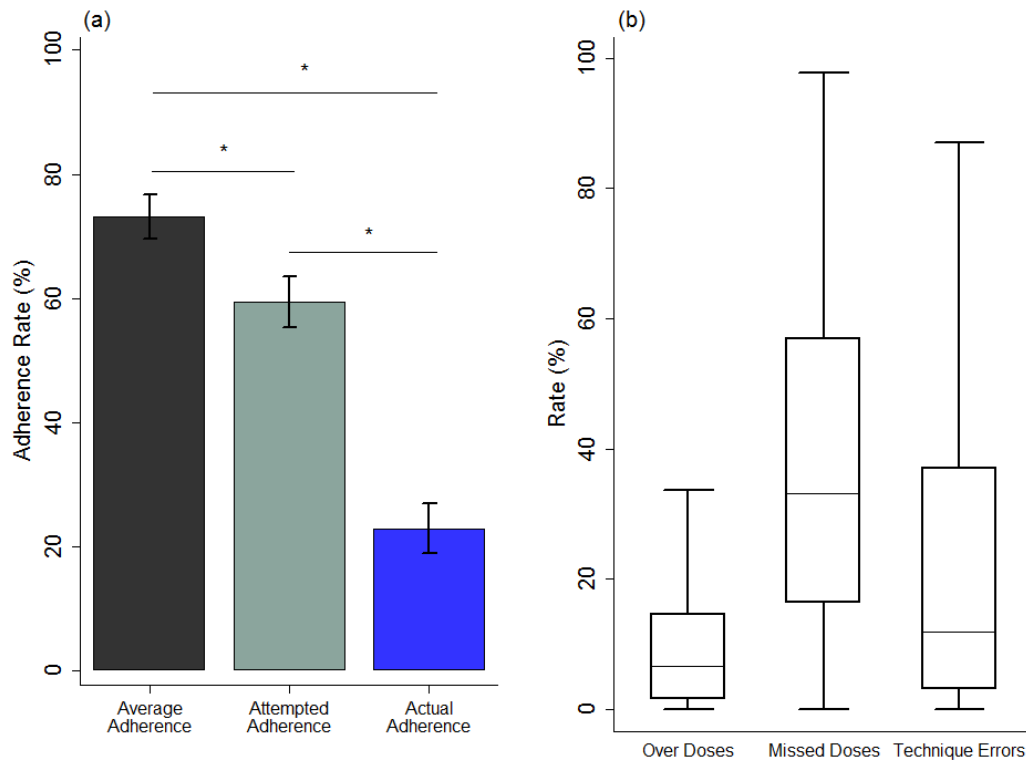 (a)
Adherence Rate (%)
100
80
60
40
20
0
*
*
*
Average
Adherence
Attempted
Adherence
Actual
Adherence
(b)
Rate (%)
100
80
60
40
20
0
Over Doses
Missed Doses
Technique Errors